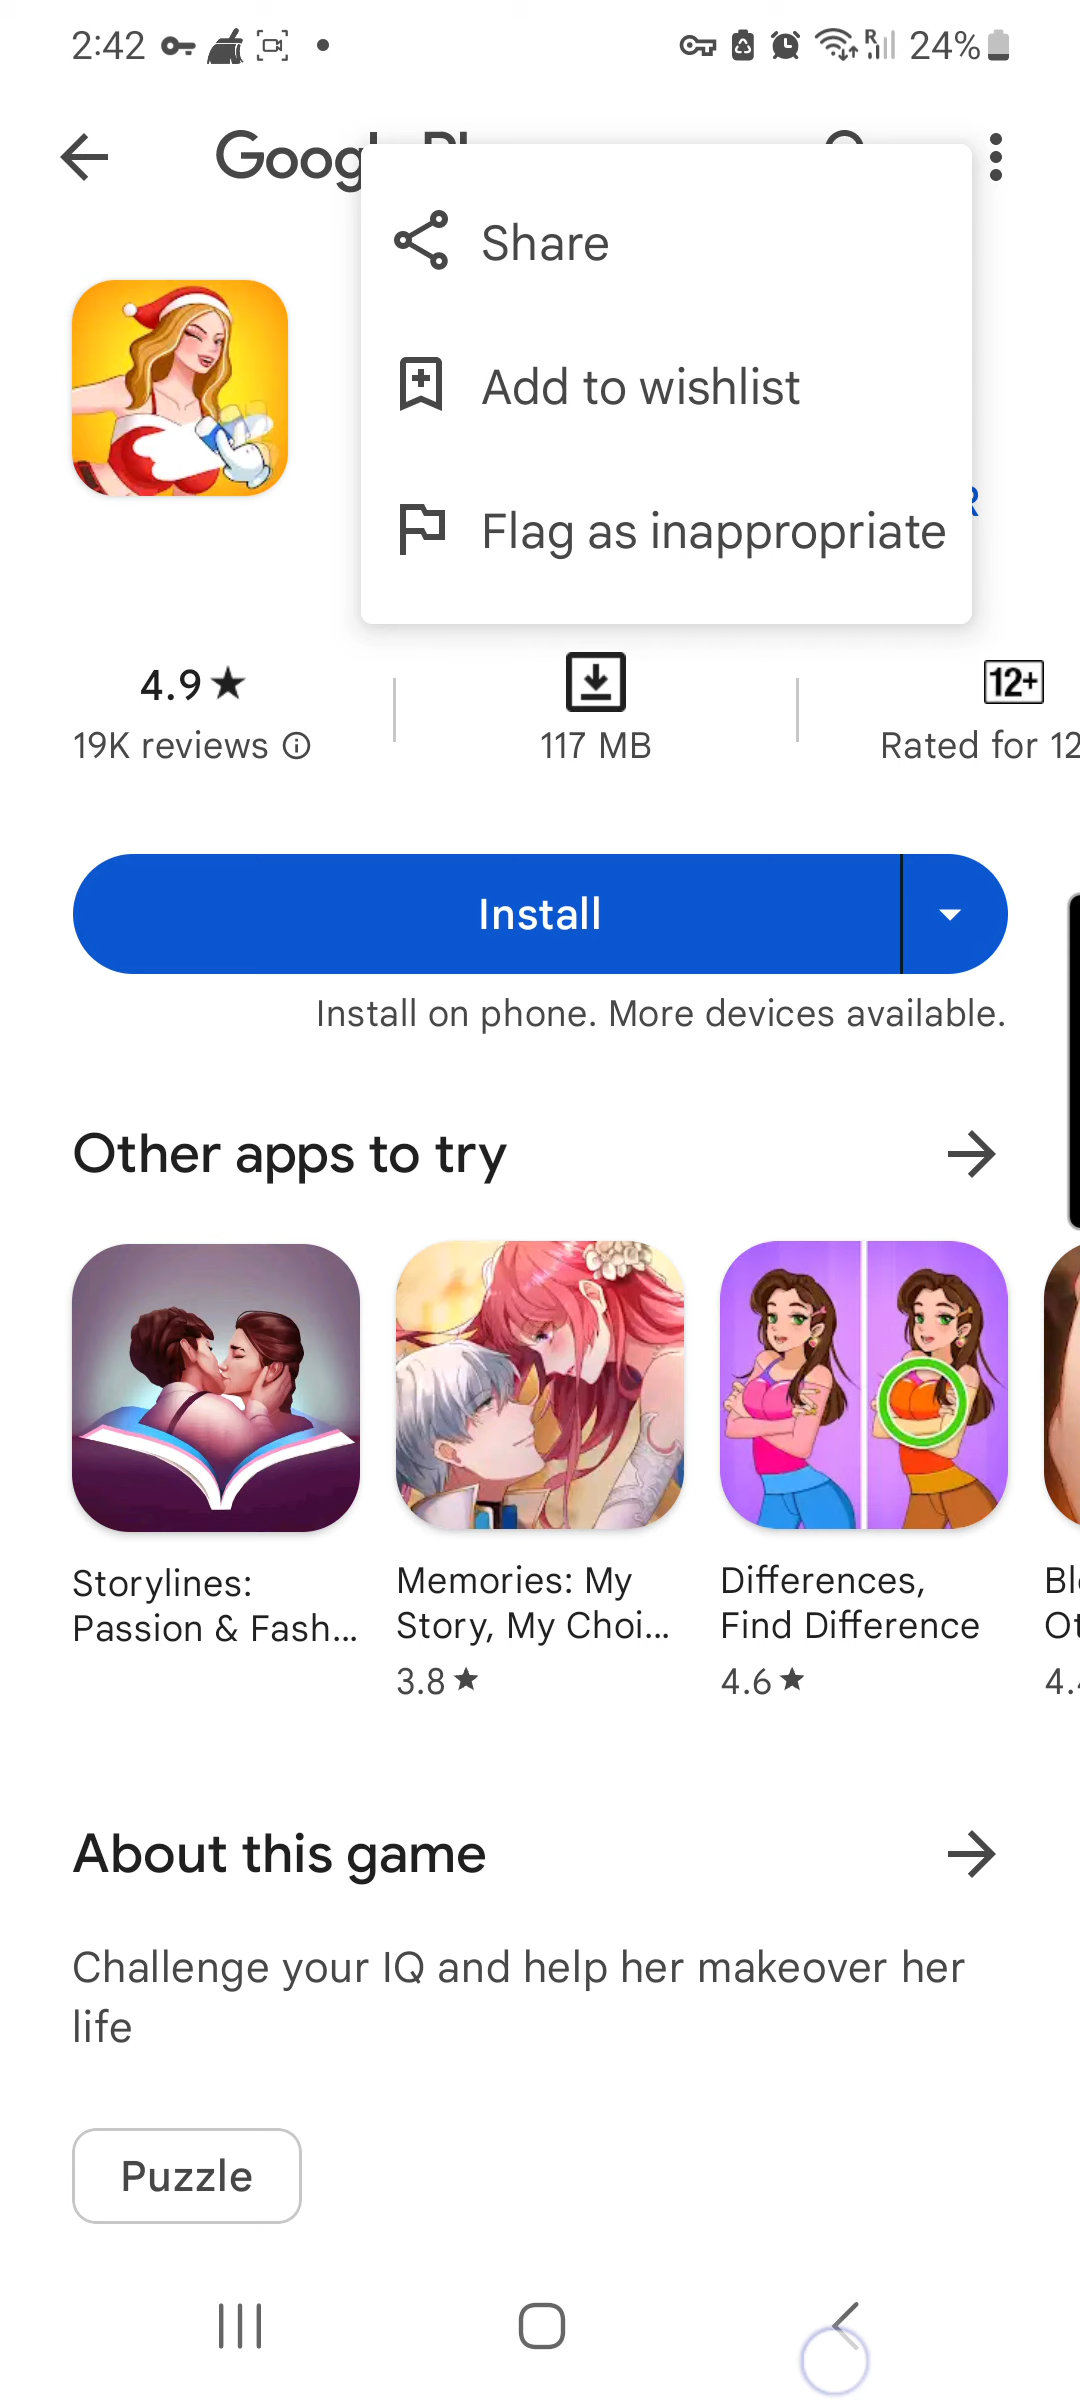 2:42
24%
Share
Add to wishlist
Flag as inappropriate
4.9★
19K reviews
117 MB
12+
Rated for 12
Install
Install on phone. More devices available.
Other apps to try
Storylines:
Passion & Fash...
Memories: My
Story, My Choi...
3.8★
Differences,
Find Difference
4.6★
About this game
Challenge your IQ and help her makeover her
life
Puzzle